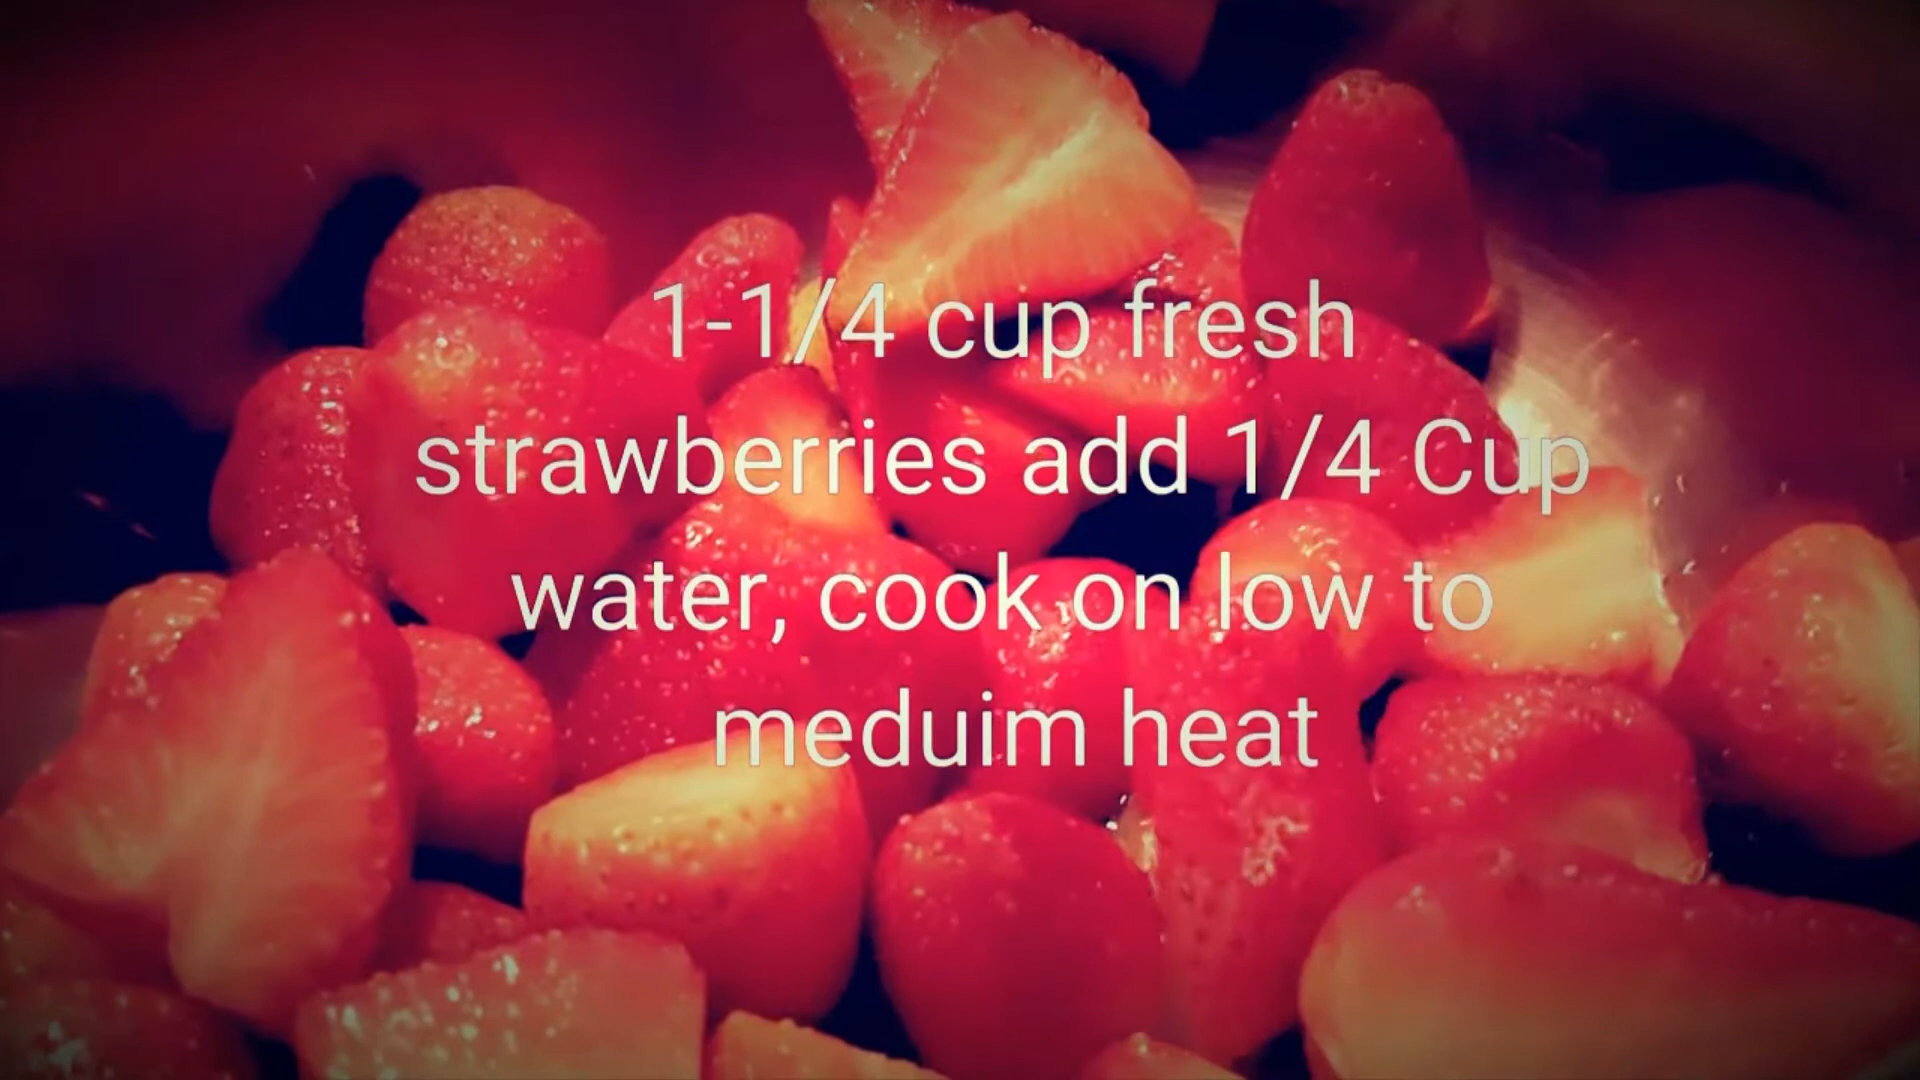 1-1/4 cup fresh
strawberries add 1/4 Cup
water, cook on low to
meduim heat